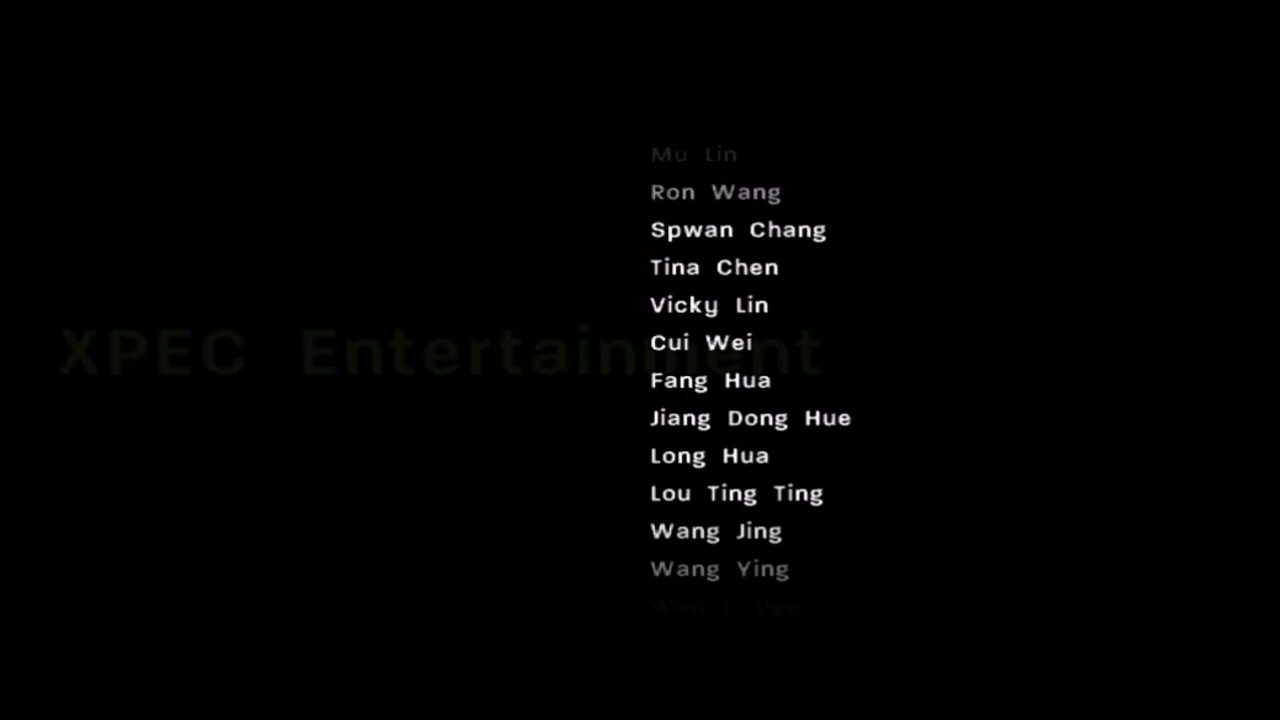 Mu Lin
Ron Wang
Spwan Chang
Tina Chen
Vicky Lin
Cui Wei
XPEC Entertainment
Fang Hua
Jiang Dong Hue
Long Hua
Lou Ting Ting
Wang Jing
Wang Ying